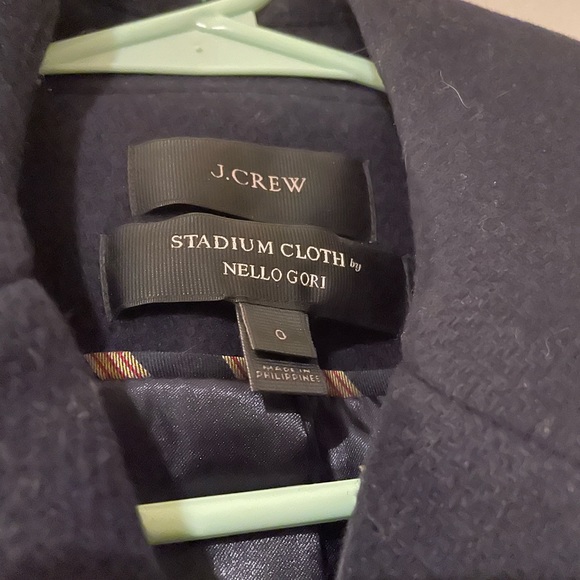 J.CREW
STADIUM CLOTH by
NELLO GORI
0
MADE IN
PHILIPPINES